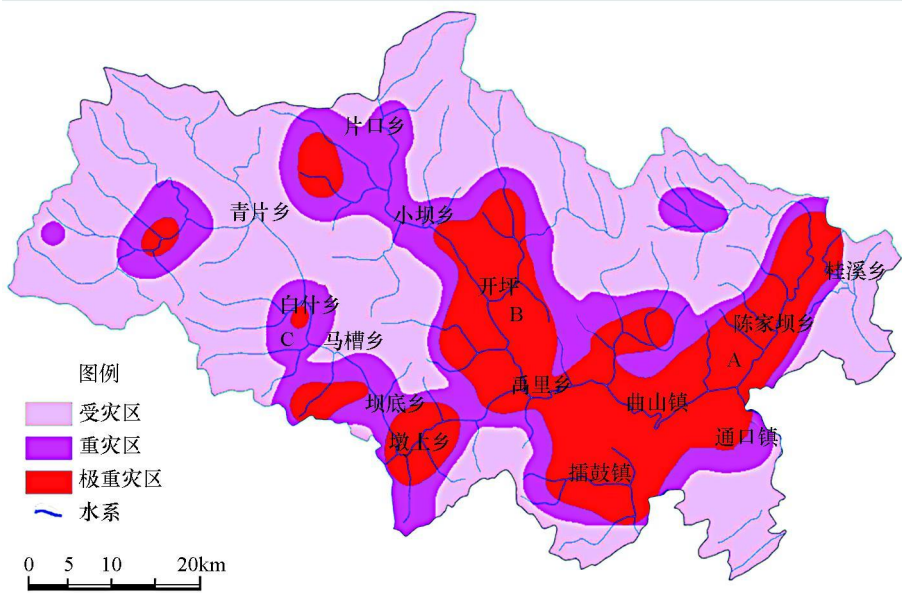 片口乡
青片乡
小坝乡
桂溪乡
开坪
白付乡
B
陈家坝乡
C
马槽乡
A
图例
禹里乡
坝底乡
曲山镇
受灾区
通口镇
重灾区
墩上乡
擂鼓镇
极重灾区
水系
0 5 10 20km